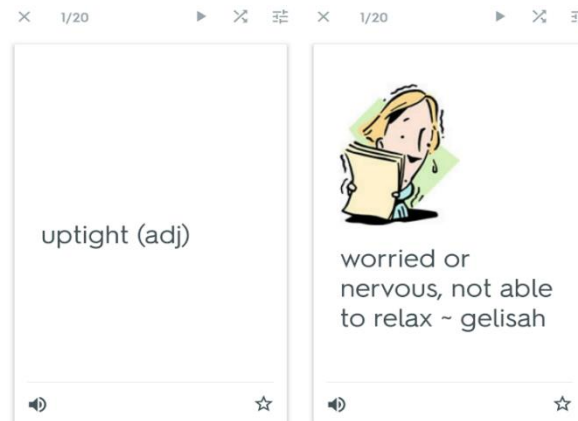 1/20
uptight (adj)
1/20
worried or
nervous, not able
to relax ~ gelisah